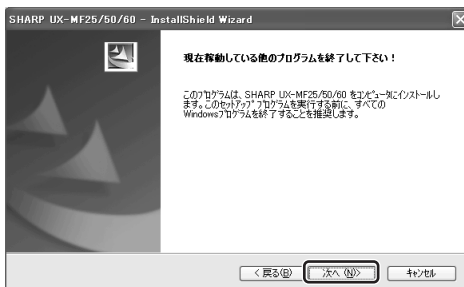 SHARP UX-MF25/50/60 - InstallShield Wizard
現在稼動している他のプログラムを終了して下さい！
このプログラムは、SHARP UX-MF25/50/60 をコンピュータにインストールし
ます。このセットアップ プログラムを実行する前に、すべての
Windowsプログラムを終了することを推奨します。
< 戻る(B)
次へ (N)>
キャンセル